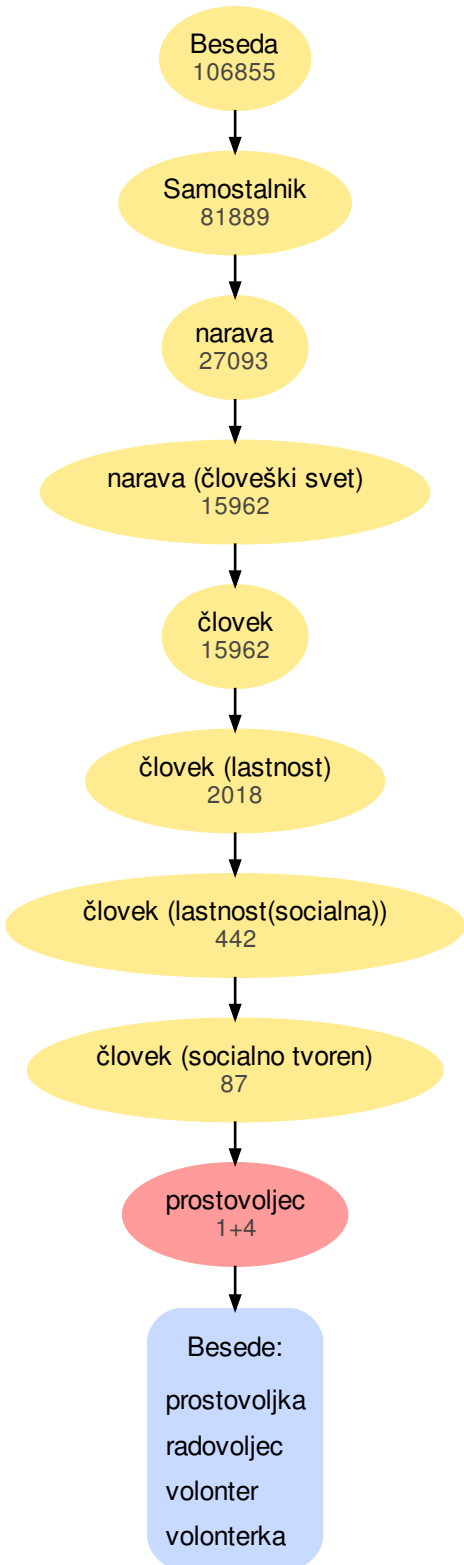 Beseda
106855
Samostalnik
81889
narava
27093
narava (človeški svet)
15962
človek
15962
človek (lastnost)
2018
človek (lastnost(socialna))
442
človek (socialno tvoren)
87
prostovoljec
1+4
Besede:
prostovoljka
radovoljec
volonter
volonterka